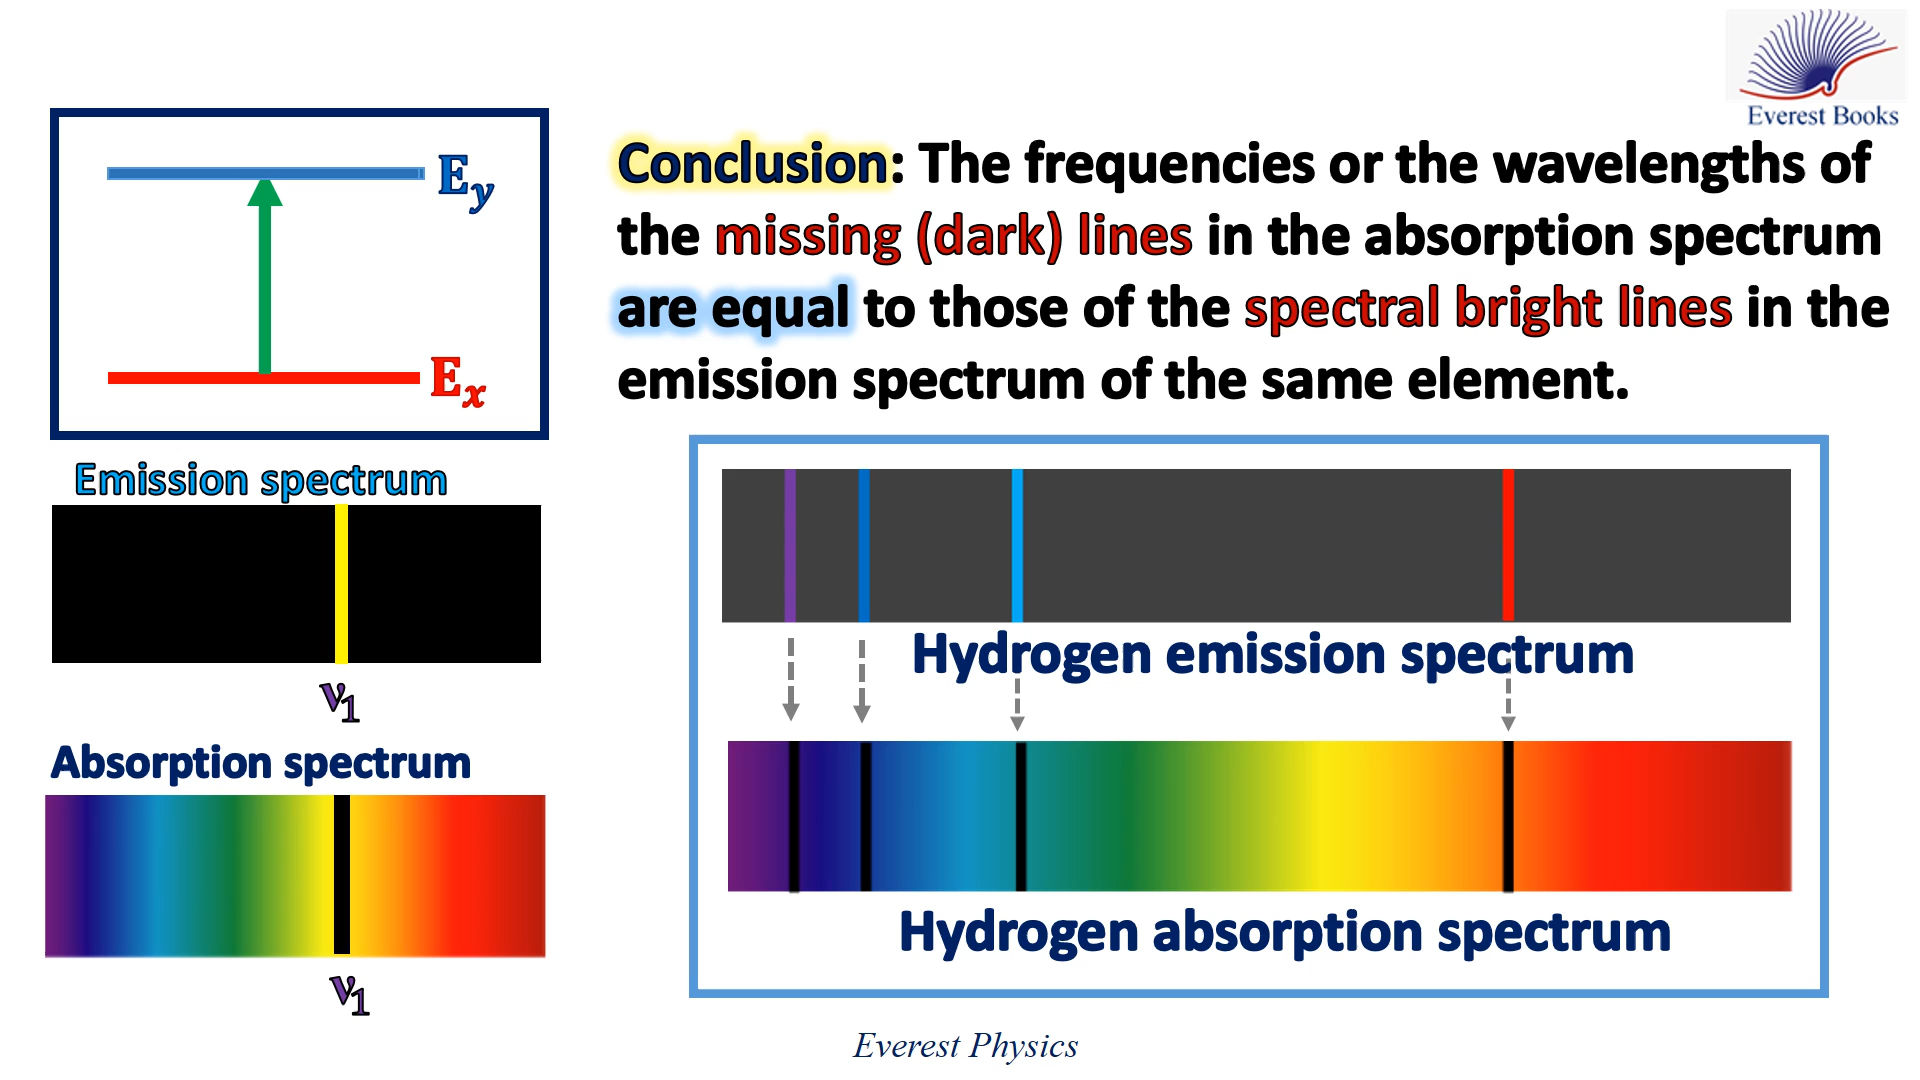 Everest Books
Conclusion: The frequencies or the wavelengths of
the missing (dark) lines in the absorption spectrum
are equal to those of the spectral bright lines in the
emission spectrum of the same element.
E_y
E_x
Emission spectrum
ν₁
Absorption spectrum
ν₁
Hydrogen emission spectrum
Hydrogen absorption spectrum
Everest Physics